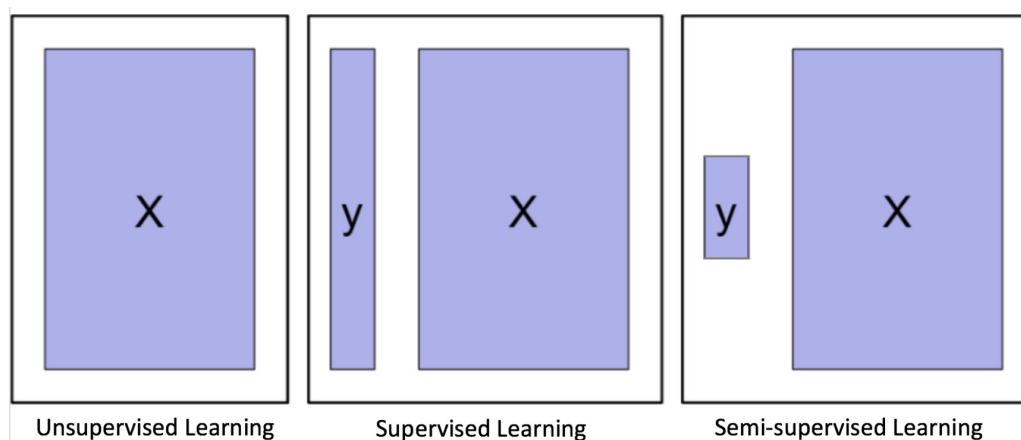 X
y
X
y
X
Unsupervised Learning
Supervised Learning
Semi-supervised Learning